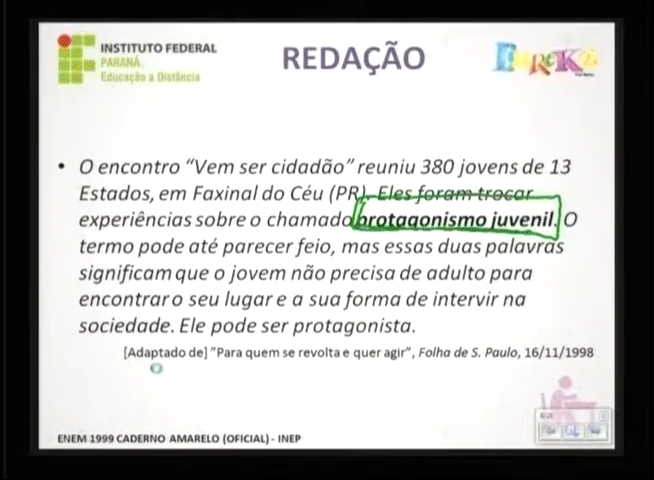 INSTITUTO FEDERAL
PARANÁ
Educação a Distância
REDAÇÃO
EUREKA
• O encontro “Vem ser cidadão” reuniu 380 jovens de 13
Estados, em Faxinal do Céu (PR). Eles foram trocar
experiências sobre o chamado protagonismo juvenil. O
termo pode até parecer feio, mas essas duas palavras
significam que o jovem não precisa de adulto para
encontrar o seu lugar e a sua forma de intervir na
sociedade. Ele pode ser protagonista.
[Adaptado de] “Para quem se revolta e quer agir”, Folha de S. Paulo, 16/11/1998
ENEM 1999 CADERNO AMARELO (OFICIAL) - INEP